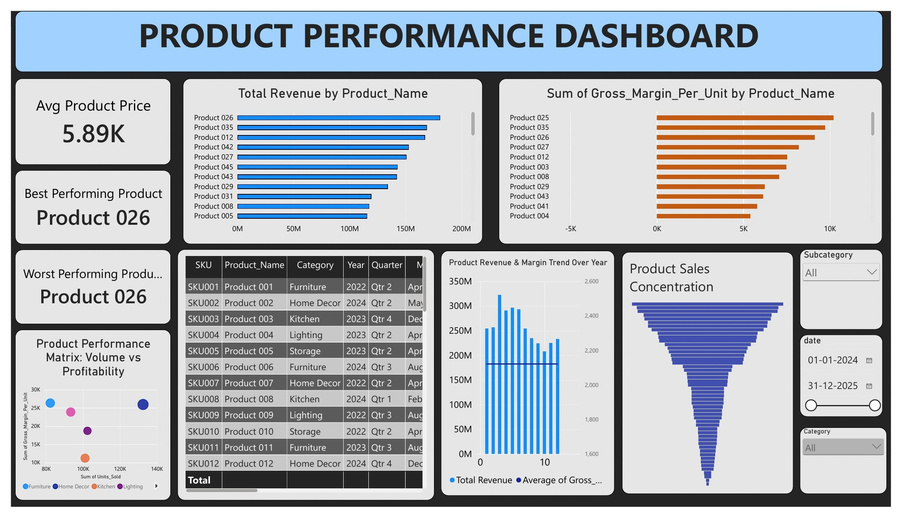 PRODUCT PERFORMANCE DASHBOARD
Avg Product Price
5.89K
Best Performing Product
Product 026
Worst Performing Produ...
Product 026
Total Revenue by Product_Name
Product 026
Product 035
Product 012
Product 042
Product 027
Product 045
Product 043
Product 029
Product 031
Product 008
Product 005
0M 50M 100M 150M 200M
Sum of Gross_Margin_Per_Unit by Product_Name
Product 025
Product 035
Product 026
Product 027
Product 012
Product 003
Product 008
Product 029
Product 043
Product 041
Product 004
-5K 0K 5K 10K
Product Performance
Matrix: Volume vs
Profitability
Sum of Gross_Margin_Per_Unit
30K
25K
20K
15K
10K
80K 100K 120K 140K
Sum of Units_Sold
Furniture Home Decor Kitchen Lighting
SKU Product_Name Category Year Quarter M
SKU001 Product 001 Furniture 2022 Qtr 2 Apr
SKU002 Product 002 Home Decor 2024 Qtr 2 May
SKU003 Product 003 Kitchen 2023 Qtr 4 Dec
SKU004 Product 004 Lighting 2023 Qtr 2 Apr
SKU005 Product 005 Storage 2023 Qtr 2 Apr
SKU006 Product 006 Furniture 2024 Qtr 3 Aug
SKU007 Product 007 Home Decor 2022 Qtr 2 Apr
SKU008 Product 008 Kitchen 2024 Qtr 1 Feb
SKU009 Product 009 Lighting 2022 Qtr 3 Aug
SKU010 Product 010 Storage 2022 Qtr 2 Apr
SKU011 Product 011 Furniture 2023 Qtr 3 Aug
SKU012 Product 012 Home Decor 2024 Qtr 4 Dec
Total
Product Revenue & Margin Trend Over Year
350M
300M
250M
200M
150M
100M
50M
0M
2,600
2,400
2,200
2,000
1,800
1,600
0 10
Total Revenue Average of Gross_...
Product Sales
Concentration
Subcategory
All
date
01-01-2024
31-12-2025
Category
All